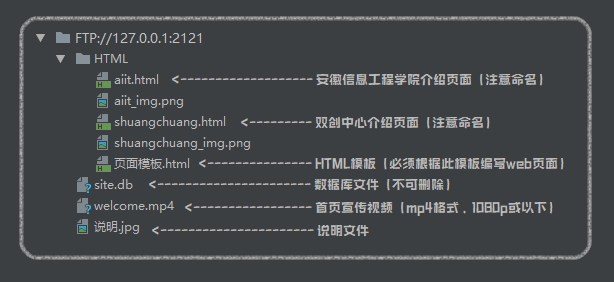 FTP://127.0.0.1:2121
HTML
aiit.html <------------------- 安徽信息工程学院介绍页面（注意命名）
aiit_img.png
shuangchuang.html <--------- 双创中心介绍页面（注意命名）
shuangchuang_img.png
页面模板.html <--------------- HTML模板（必须根据此模板编写web页面）
site.db <-------------------- 数据库文件（不可删除）
welcome.mp4 <--------------- 首页宣传视频（mp4格式，1080p或以下）
说明.jpg <-------------------- 说明文件